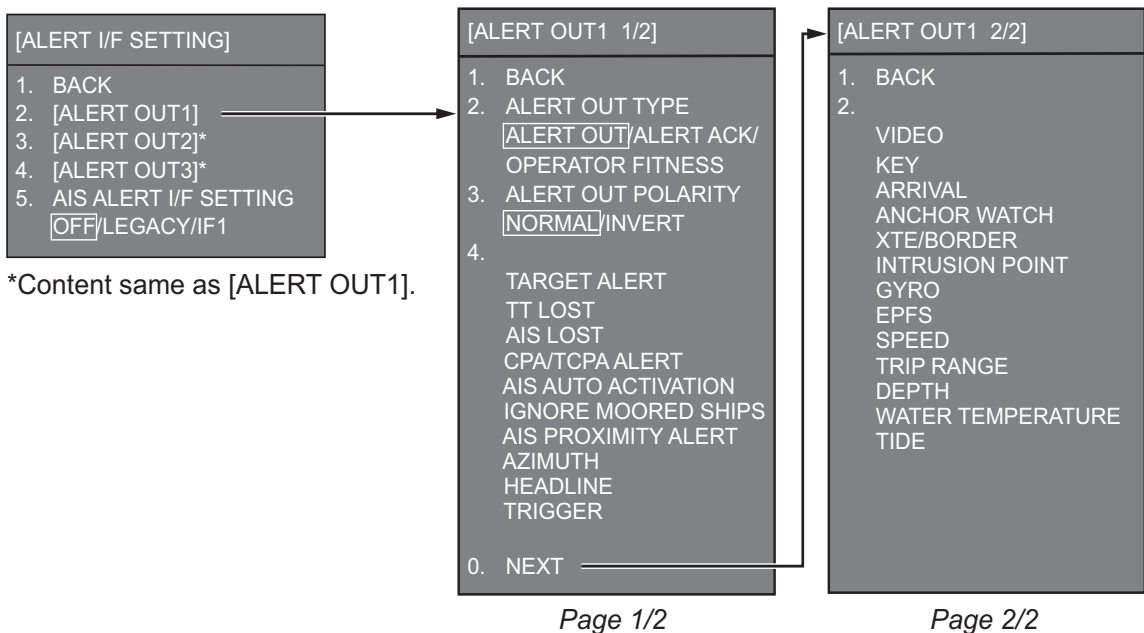 [ALERT I/F SETTING]
1. BACK
2. [ALERT OUT1]
3. [ALERT OUT2]*
4. [ALERT OUT3]*
5. AIS ALERT I/F SETTING
OFF/LEGACY/IF1
*Content same as [ALERT OUT1].
[ALERT OUT1 1/2]
1. BACK
2. ALERT OUT TYPE
ALERT OUT/ALERT ACK/
OPERATOR FITNESS
3. ALERT OUT POLARITY
NORMAL/INVERT
4.
TARGET ALERT
TT LOST
AIS LOST
CPA/TCPA ALERT
AIS AUTO ACTIVATION
IGNORE MOORED SHIPS
AIS PROXIMITY ALERT
AZIMUTH
HEADLINE
TRIGGER
0. NEXT
Page 1/2
[ALERT OUT1 2/2]
1. BACK
2.
VIDEO
KEY
ARRIVAL
ANCHOR WATCH
XTE/BORDER
INTRUSION POINT
GYRO
EPFS
SPEED
TRIP RANGE
DEPTH
WATER TEMPERATURE
TIDE
Page 2/2